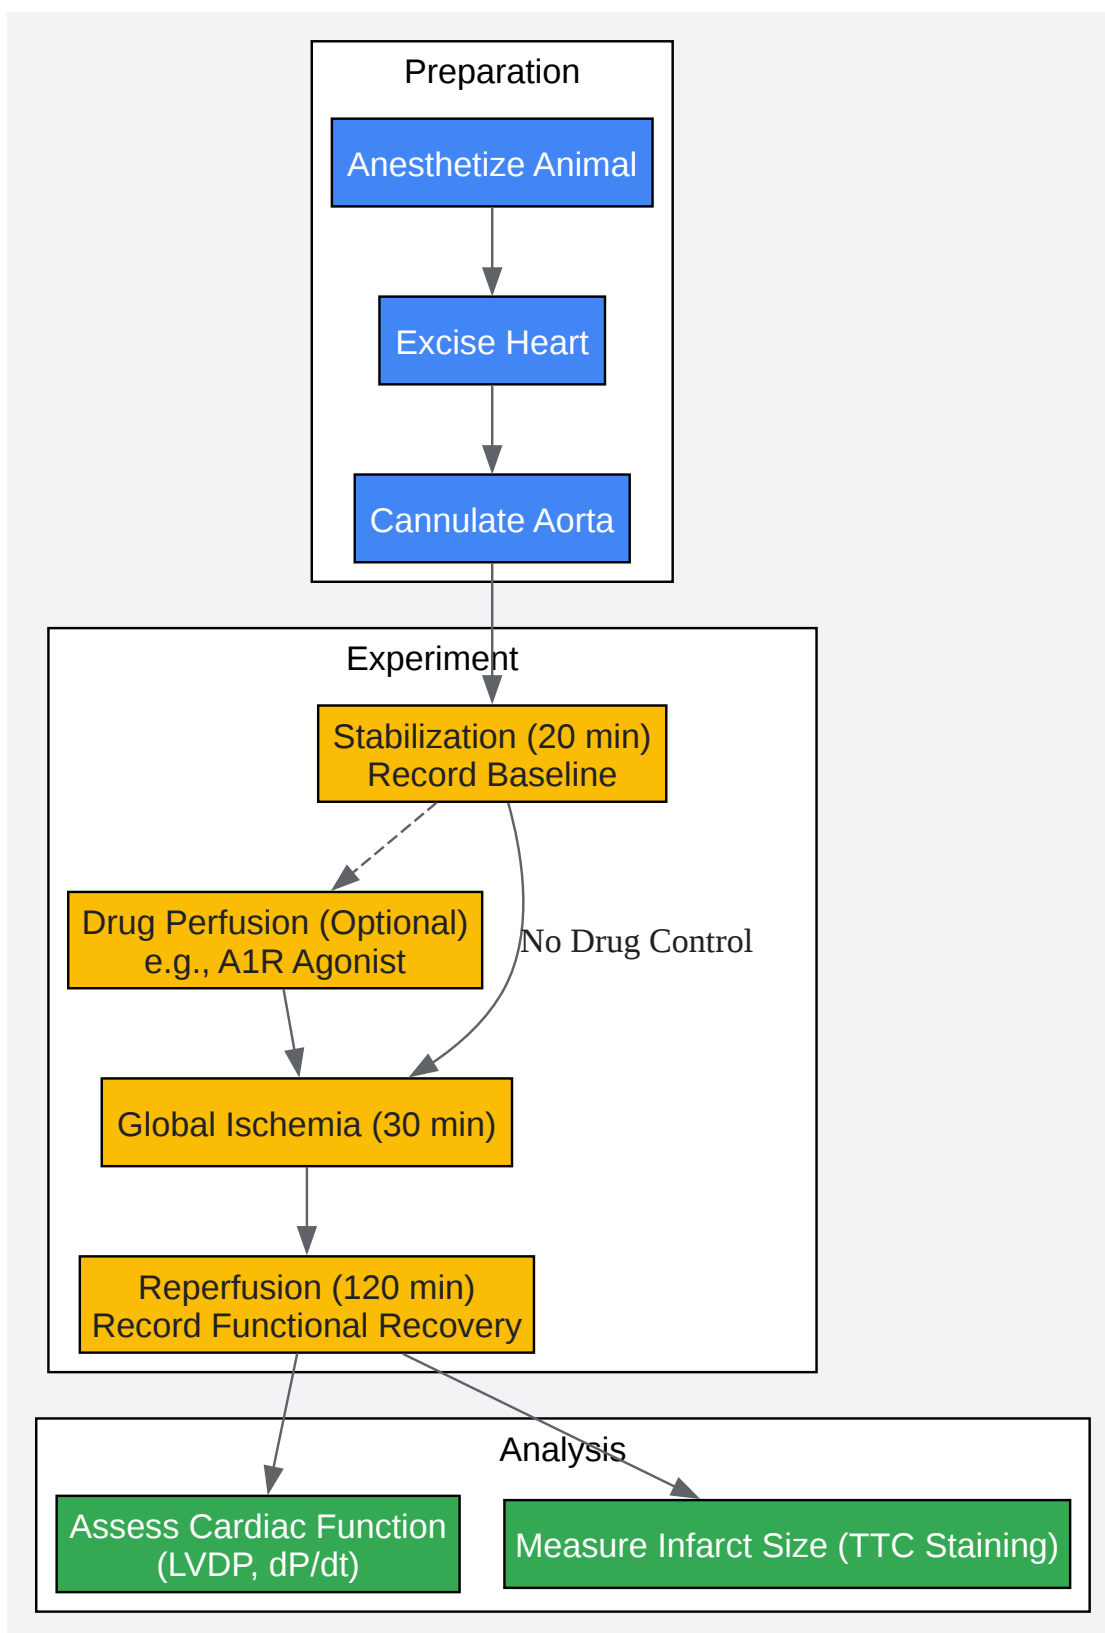 Preparation
Anesthetize Animal
Excise Heart
Cannulate Aorta
Experiment
Stabilization (20 min)
Record Baseline
Drug Perfusion (Optional)
e.g., A1R Agonist
No Drug Control
Global Ischemia (30 min)
Reperfusion (120 min)
Record Functional Recovery
Analysis
Assess Cardiac Function
(LVDP, dP/dt)
Measure Infarct Size (TTC Staining)